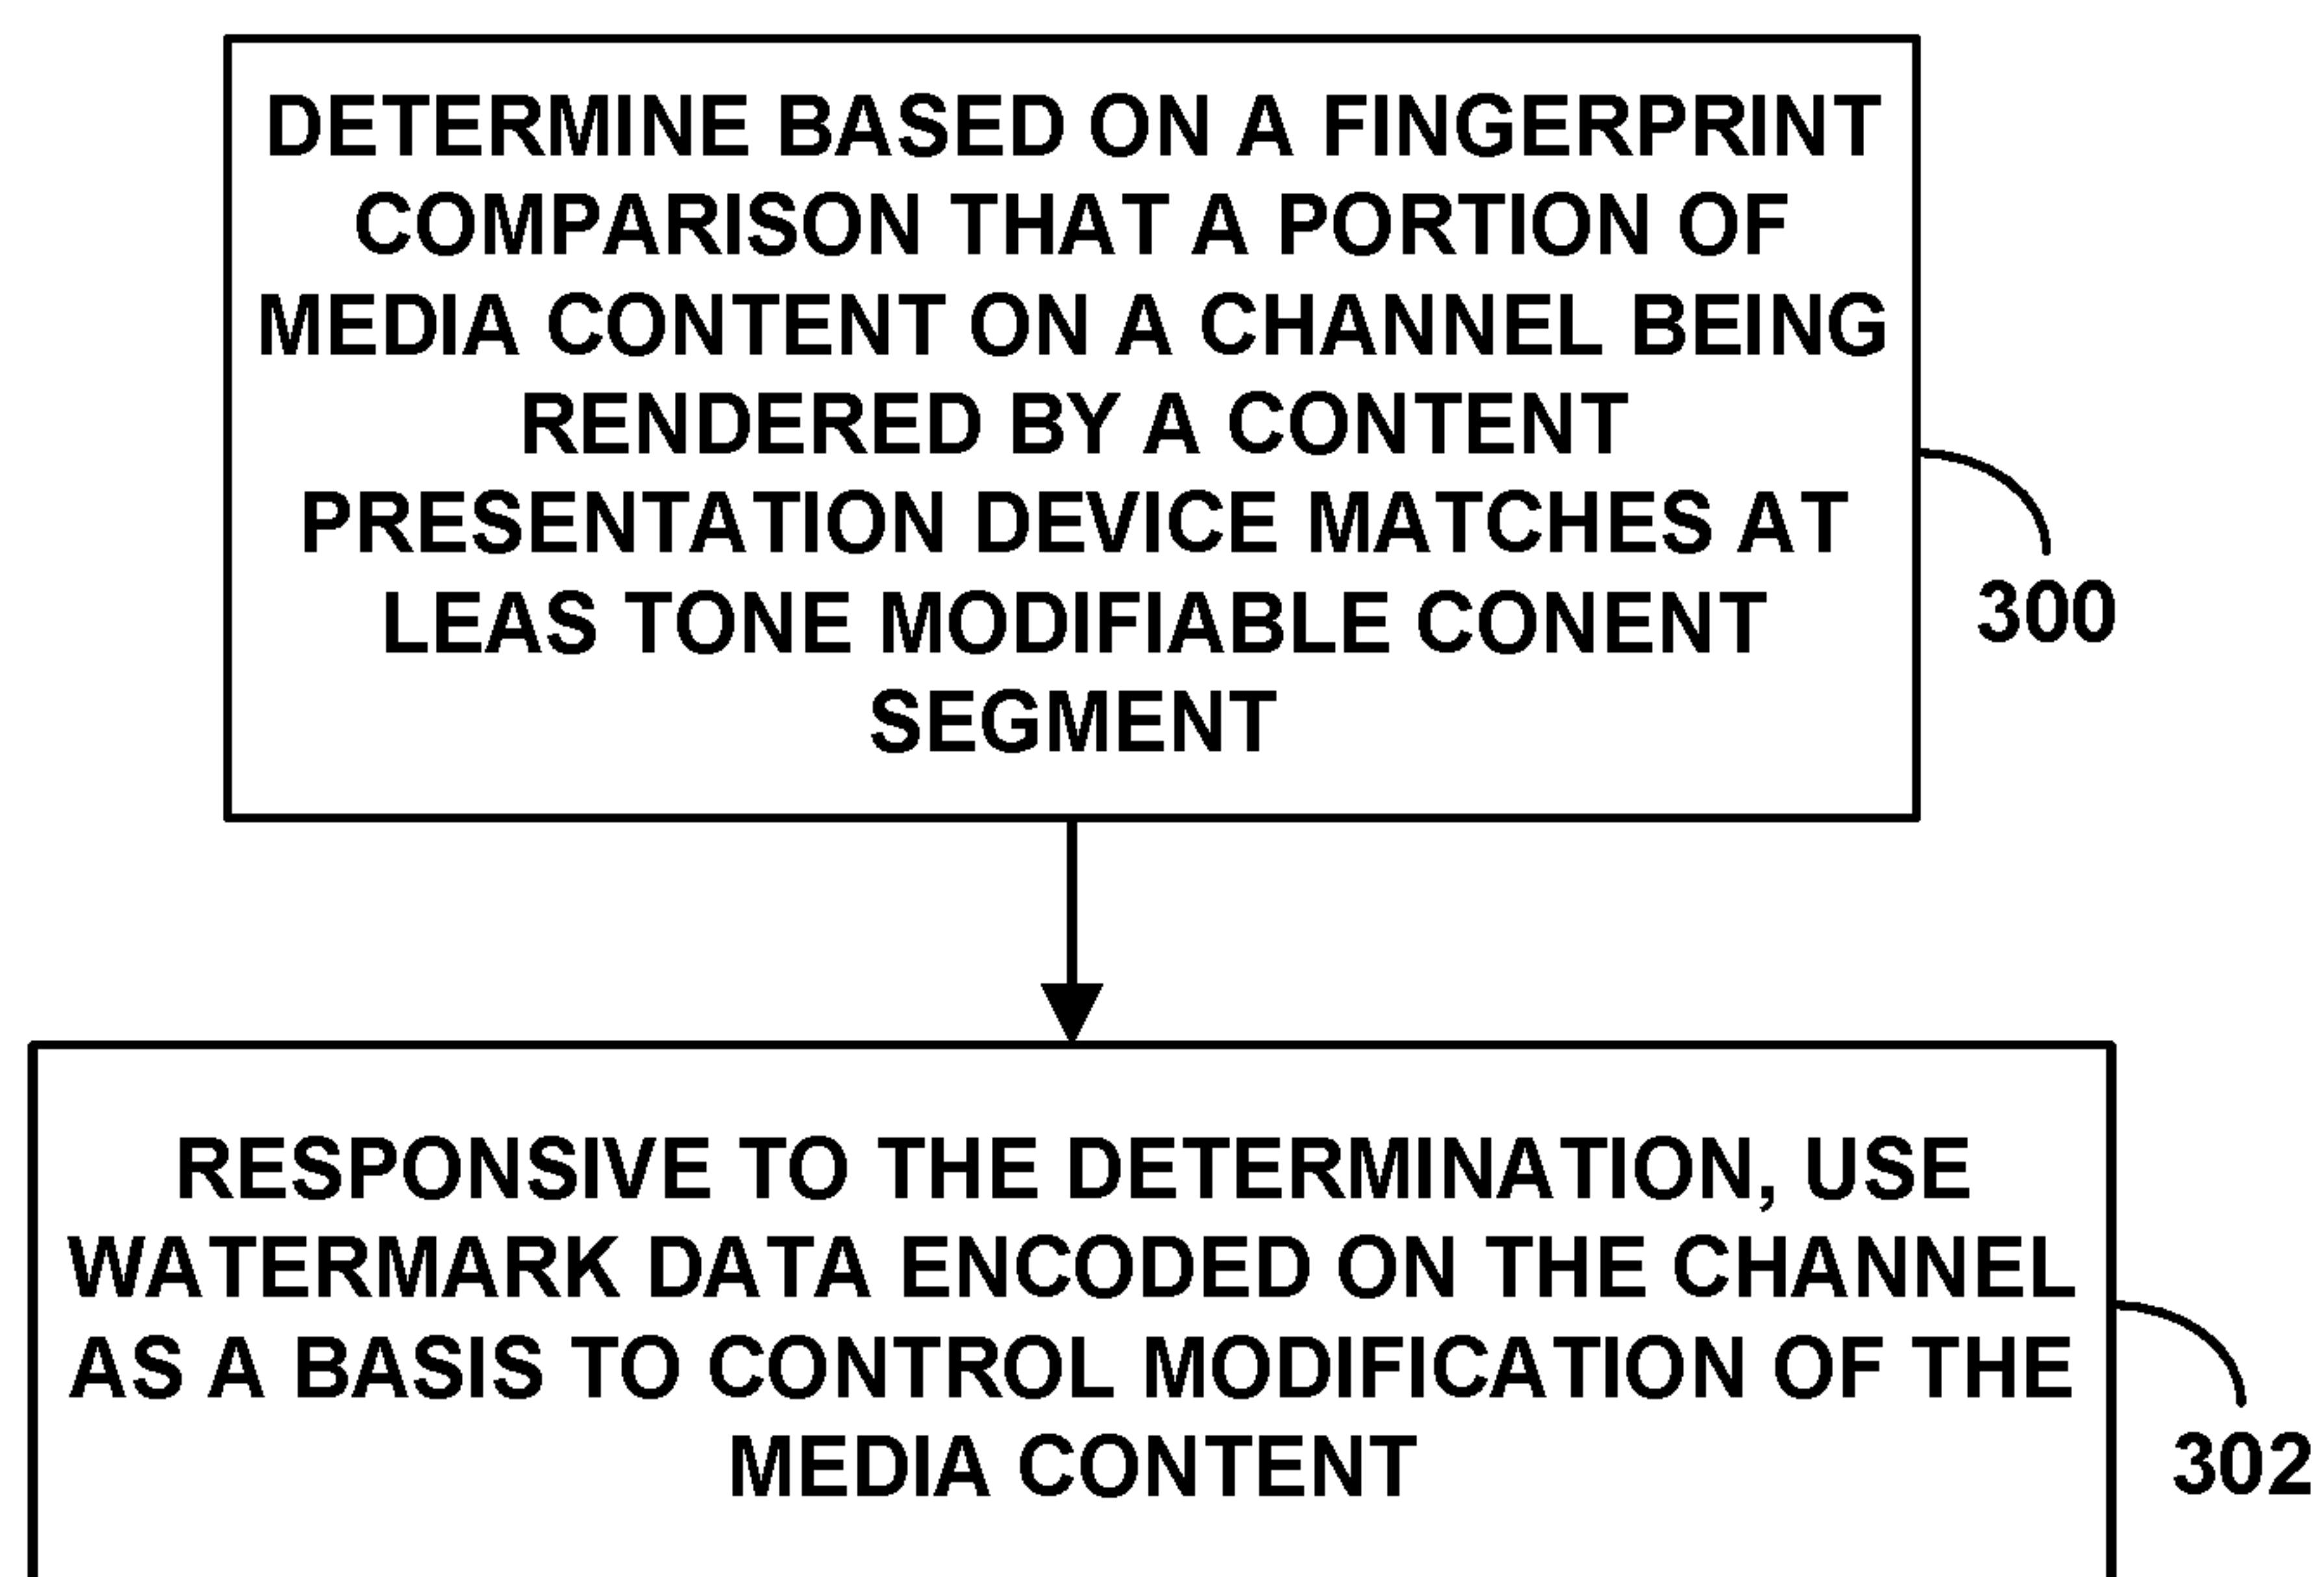 DETERMINE BASED ON A FINGERPRINT
COMPARISON THAT A PORTION OF
MEDIA CONTENT ON A CHANNEL BEING
RENDERED BY A CONTENT
PRESENTATION DEVICE MATCHES AT
LEAS TONE MODIFIABLE CONENT
SEGMENT
300
RESPONSIVE TO THE DETERMINATION, USE
WATERMARK DATA ENCODED ON THE CHANNEL
AS A BASIS TO CONTROL MODIFICATION OF THE
MEDIA CONTENT
302